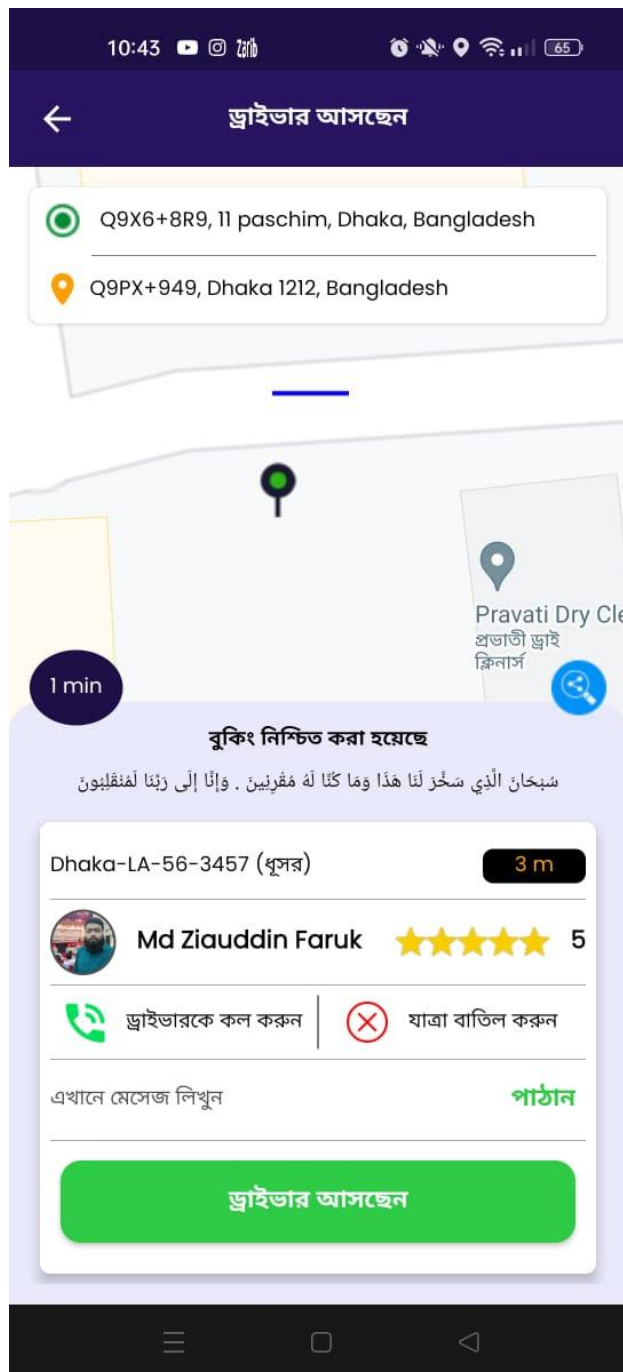 10:43 Zarib 65
ড্রাইভার আসছেন
Q9X6+8R9, 11 paschim, Dhaka, Bangladesh
Q9PX+949, Dhaka 1212, Bangladesh
Pravati Dry Cle
প্রভাতী ড্রাই
ক্লিনার্স
1 min
বুকিং নিশ্চিত করা হয়েছে
سُبْحَانَ الَّذِي سَخَّرَ لَنَا هَذَا وَمَا كُنَّا لَهُ مُقْرِنِينَ . وَإِنَّا إِلَى رَبِّنَا لَمُنْقَلِبُونَ
Dhaka-LA-56-3457 (ধূসর) 3 m
Md Ziauddin Faruk 5
ড্রাইভারকে কল করুন যাত্রা বাতিল করুন
এখানে মেসেজ লিখুন পাঠান
ড্রাইভার আসছেন